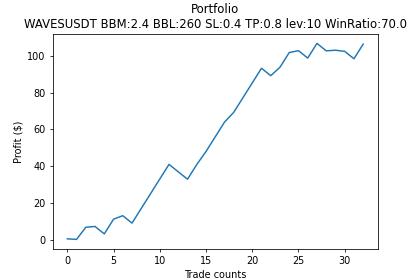 Portfolio
WAVESUSDT BBM:2.4 BBL:260 SL:0.4 TP:0.8 lev:10 WinRatio:70.0
100
80
60
40
20
0
Profit ($)
0 5 10 15 20 25 30
Trade counts